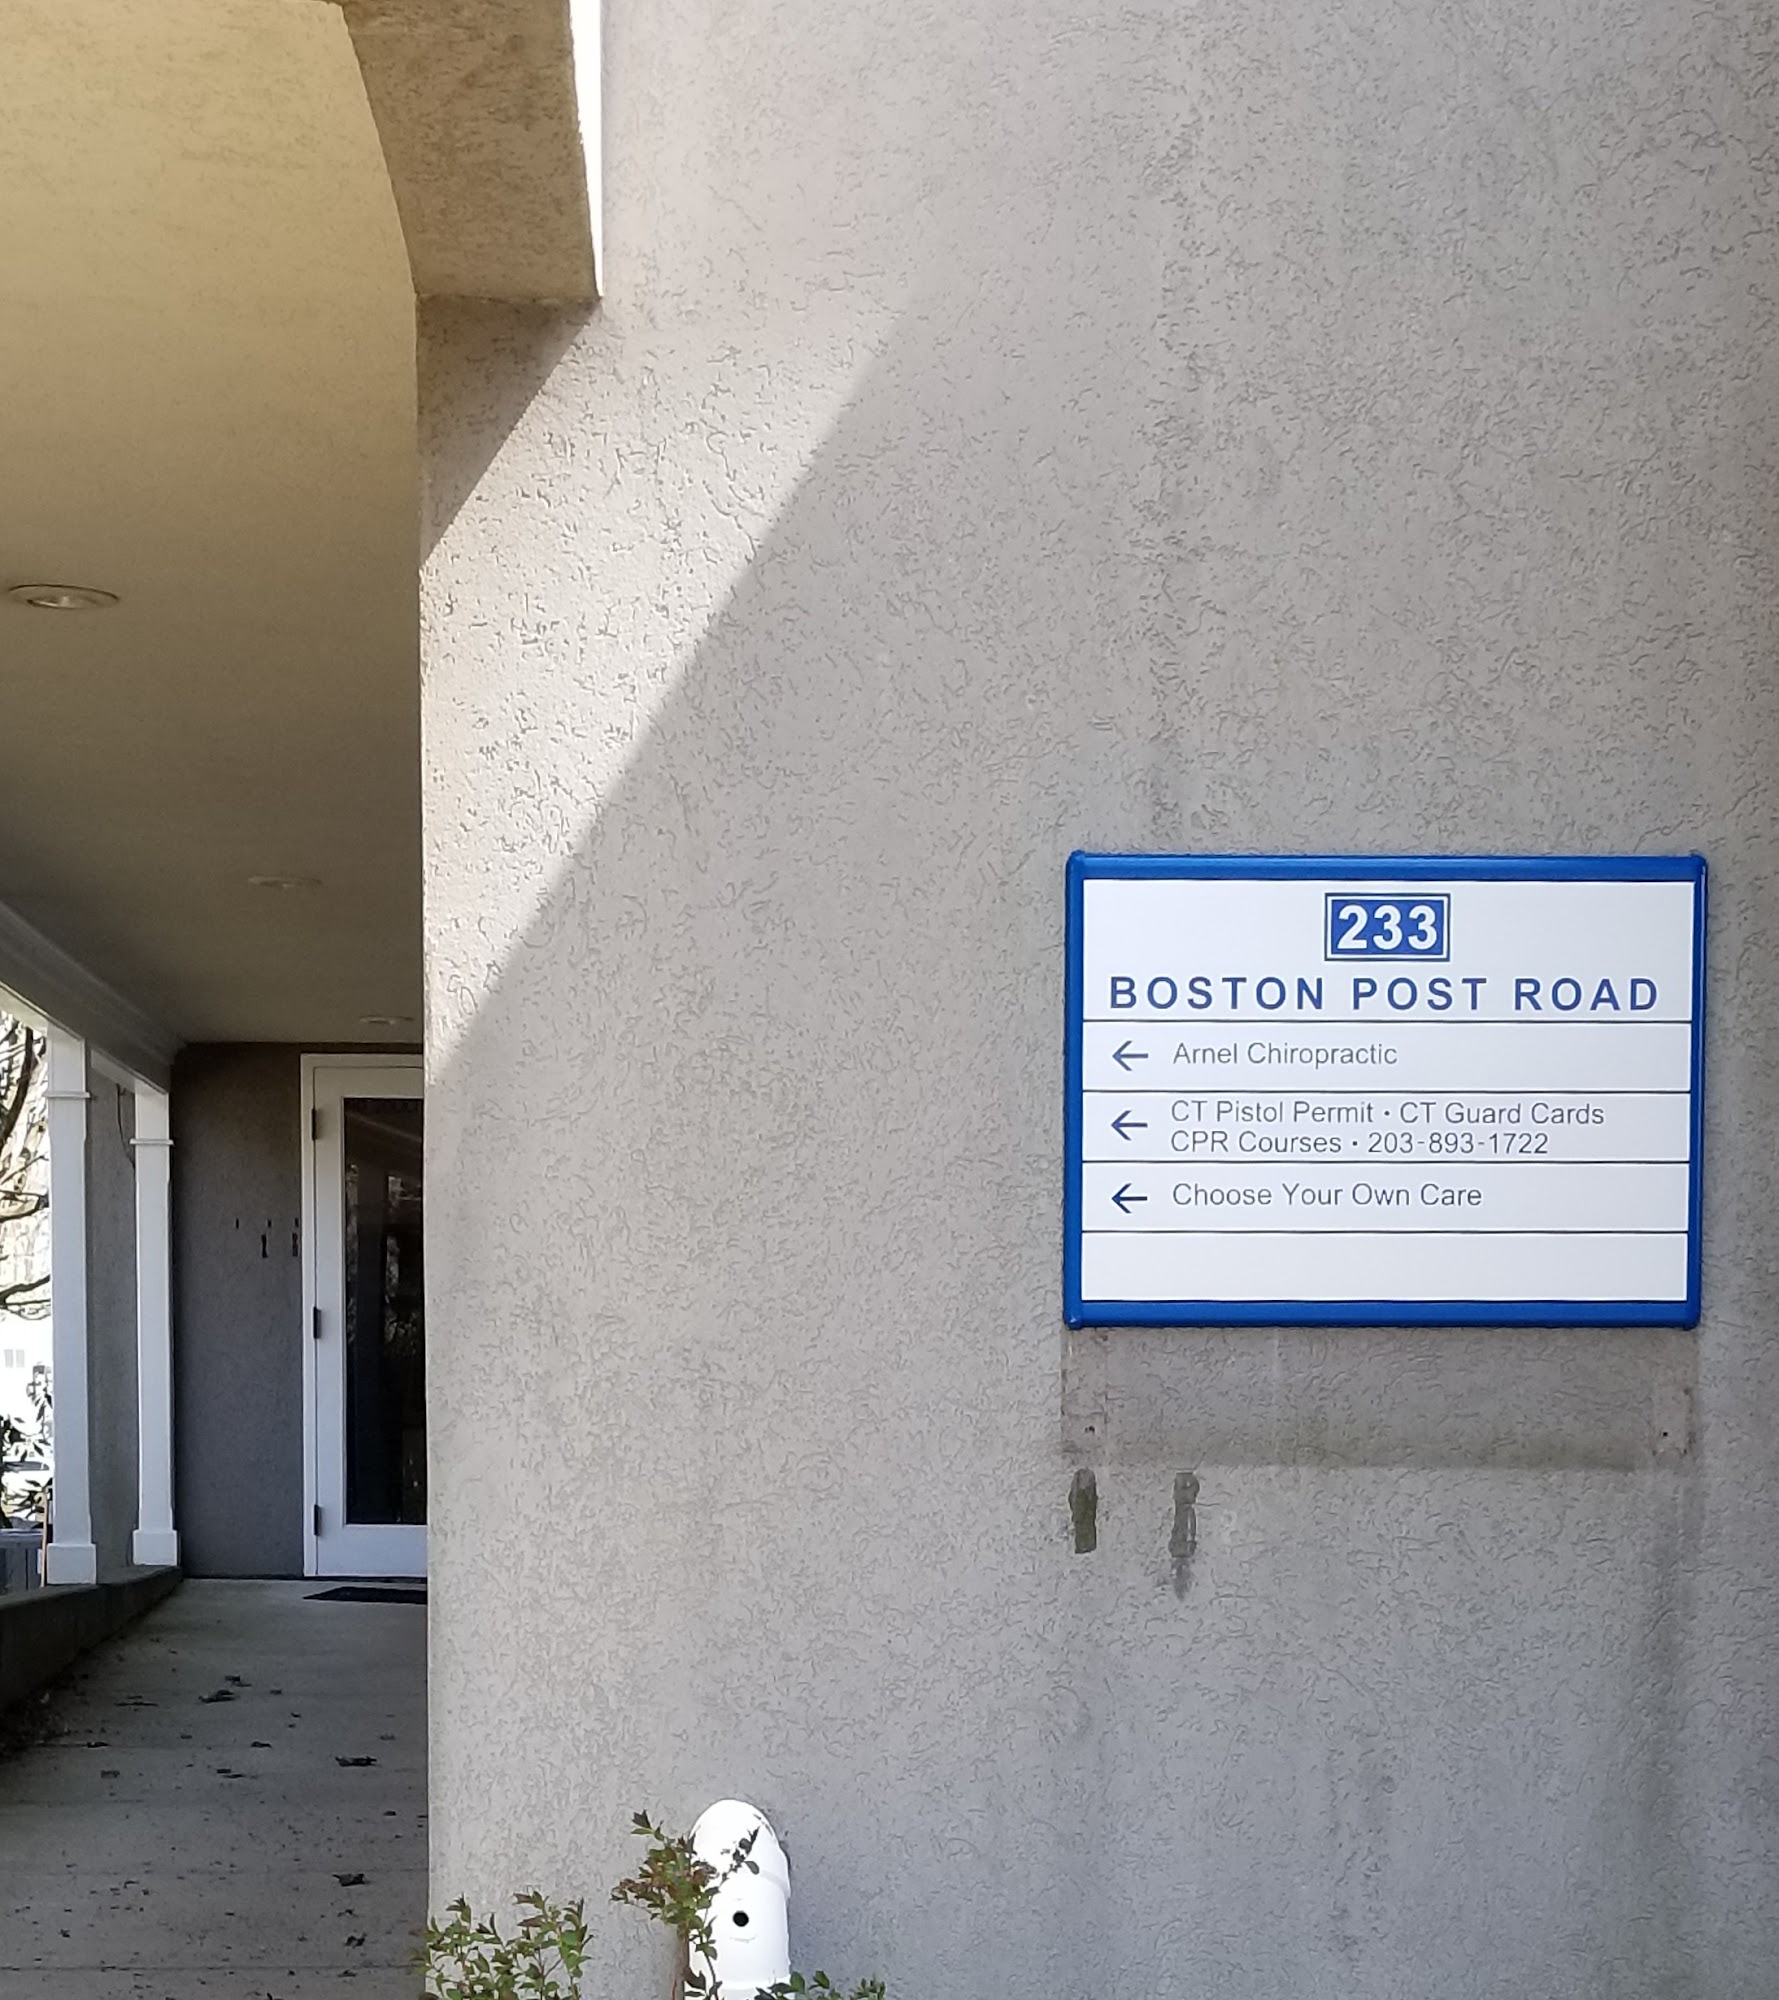 233
BOSTON POST ROAD
← Arnel Chiropractic
← CT Pistol Permit • CT Guard Cards
CPR Courses • 203-893-1722
← Choose Your Own Care